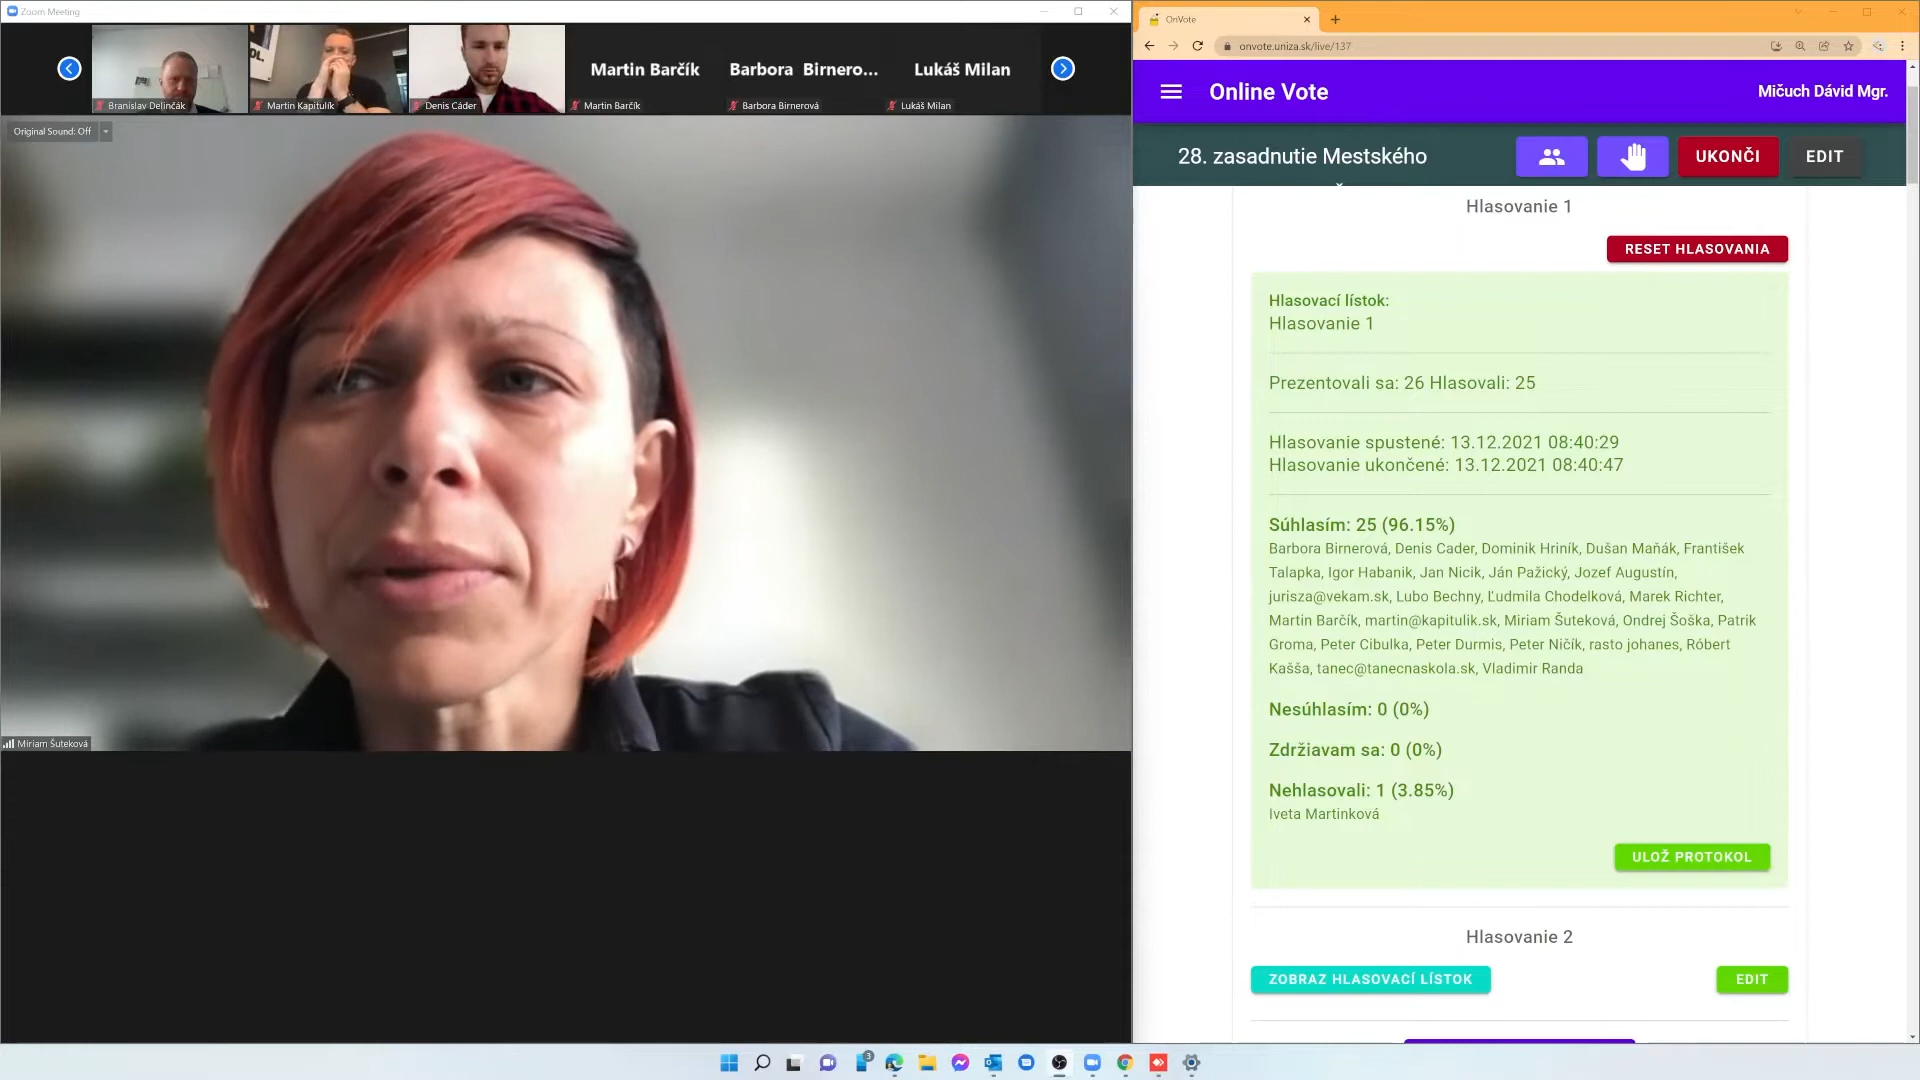 Zoom Meeting
Martin Barčík
Barbora Birnero...
Lukáš Milan
Branislav Delinčák
Martin Kapitulík
Denis Cáder
Martin Barčík
Barbora Birnerová
Lukáš Milan
Original Sound: Off
Miriam Šuteková
OnVote
onvote.uniza.sk/live/137
Online Vote
Mičuch Dávid Mgr.
28. zasadnutie Mestského
UKONČI
EDIT
Hlasovanie 1
RESET HLASOVANIA
Hlasovací lístok:
Hlasovanie 1
Prezentovali sa: 26 Hlasovali: 25
Hlasovanie spustené: 13.12.2021 08:40:29
Hlasovanie ukončené: 13.12.2021 08:40:47
Súhlasím: 25 (96.15%)
Barbora Birnerová, Denis Cader, Dominik Hriník, Dušan Maňák, František
Talapka, Igor Habanik, Jan Nicik, Ján Pažický, Jozef Augustín,
jurisza@vekam.sk, Lubo Bechny, Ľudmila Chodelková, Marek Richter,
Martin Barčík, martin@kapitulik.sk, Miriam Šuteková, Ondrej Šoška, Patrik
Groma, Peter Cibulka, Peter Durmis, Peter Ničík, rasto johanes, Róbert
Kašša, tanec@tanecnaskola.sk, Vladimir Randa
Nesúhlasím: 0 (0%)
Zdržiavam sa: 0 (0%)
Nehlasovali: 1 (3.85%)
Iveta Martinková
ULOŽ PROTOKOL
Hlasovanie 2
ZOBRAZ HLASOVACÍ LÍSTOK
EDIT
3